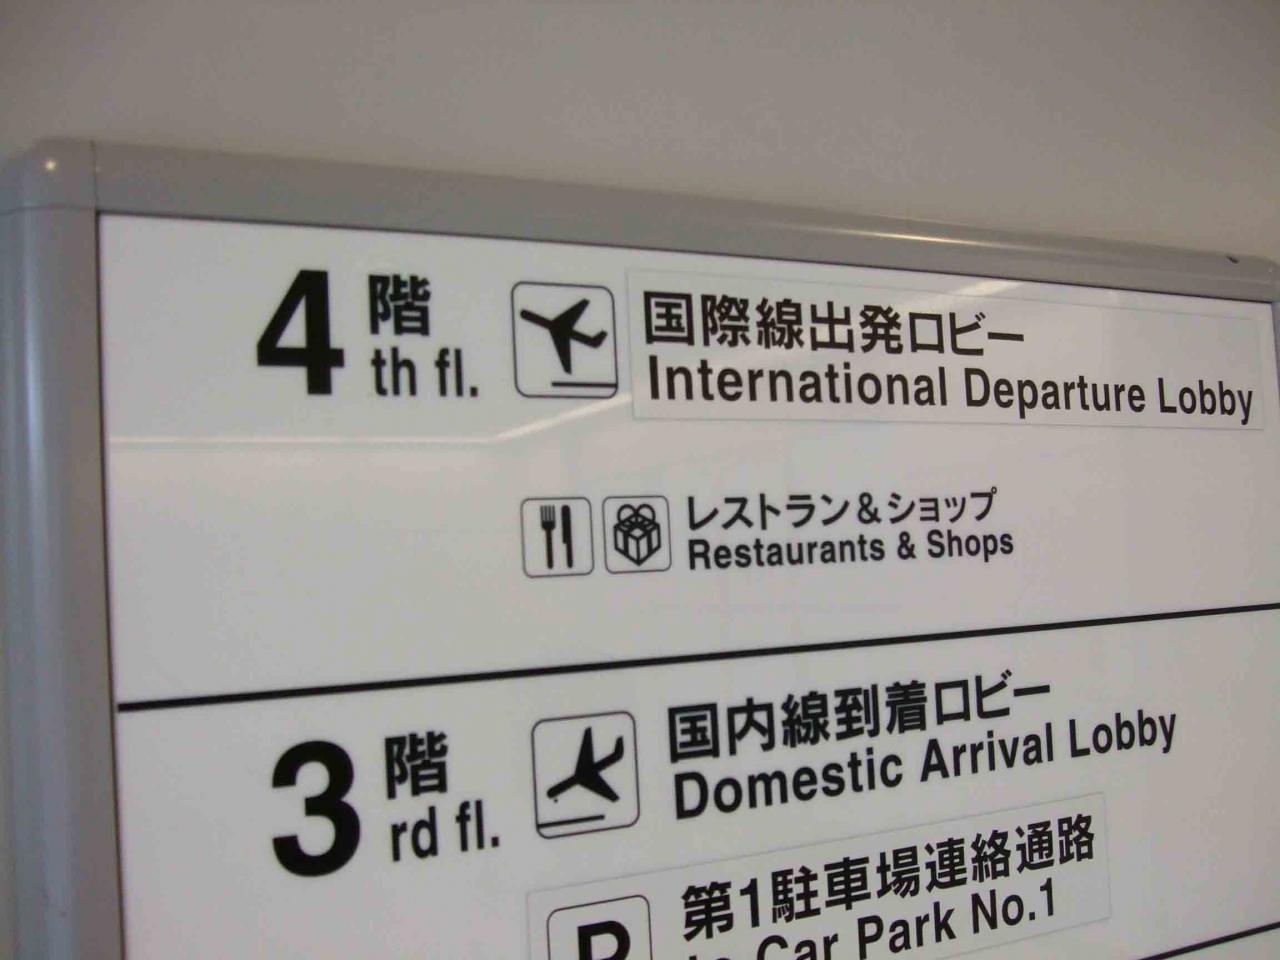 4 階
th fl.
国際線出発ロビー
International Departure Lobby
レストラン&ショップ
Restaurants & Shops
3 階
rd fl.
国内線到着ロビー
Domestic Arrival Lobby
P
第1駐車場連絡通路
to Car Park No.1